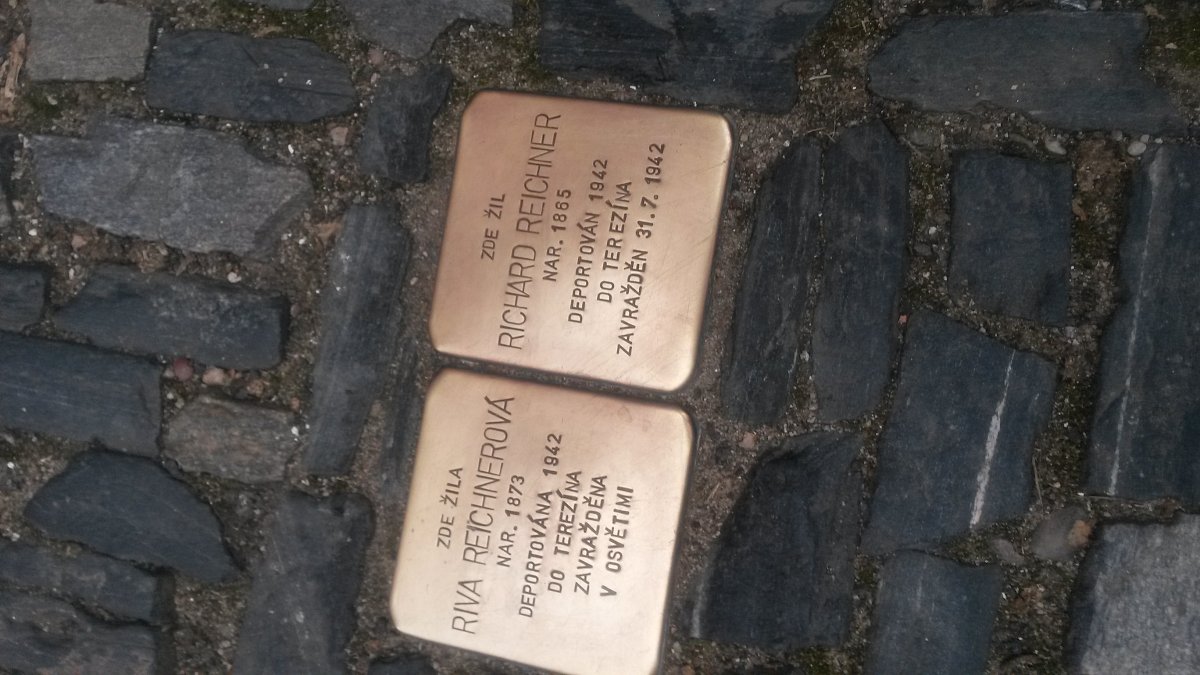 ZDE ŽIL
RICHARD REICHNER
NAR. 1865
DEPORTOVÁN 1942
DO TEREZÍNA
ZAVRAŽDĚN 31.7. 1942
ZDE ŽILA
RIVA REICHNEROVÁ
NAR. 1873
DEPORTOVÁNA 1942
DO TEREZÍNA
ZAVRAŽDĚNA
V OSVĚTIMI